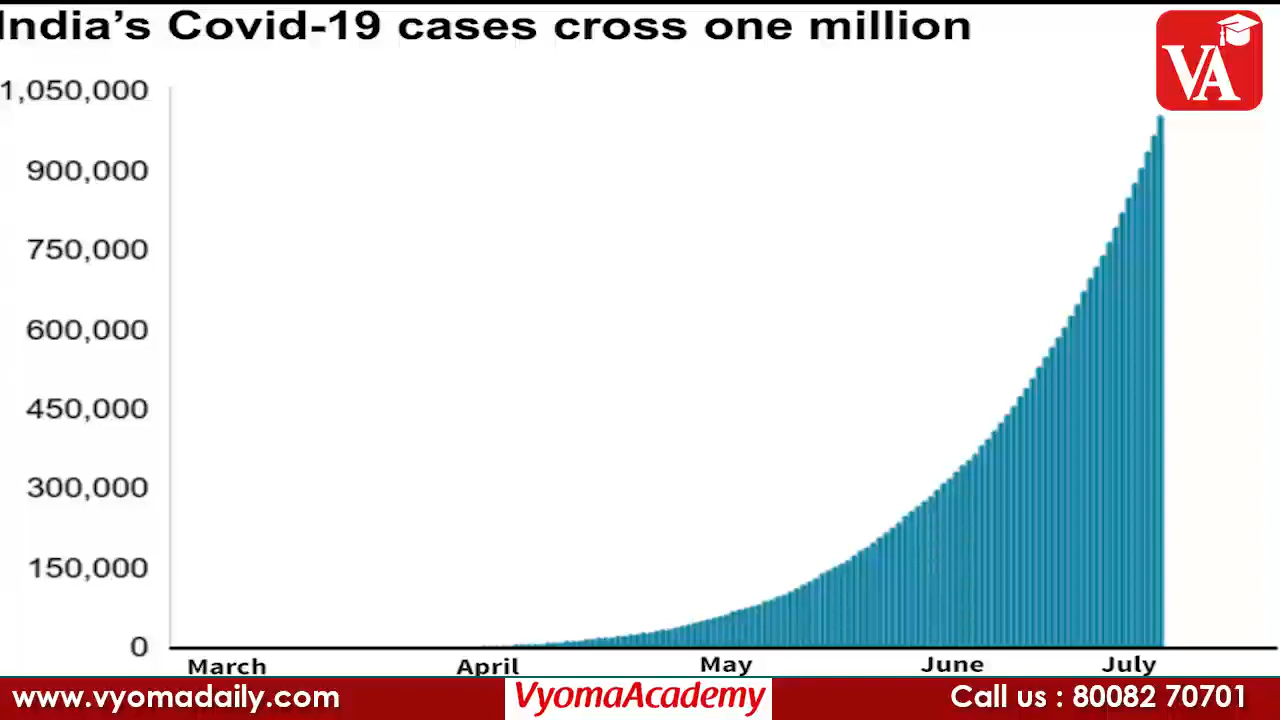 India's Covid-19 cases cross one million
VA
1,050,000
900,000
750,000
600,000
450,000
300,000
150,000
0
March April May June July
www.vyomadaily.com VyomaAcademy Call us : 80082 70701